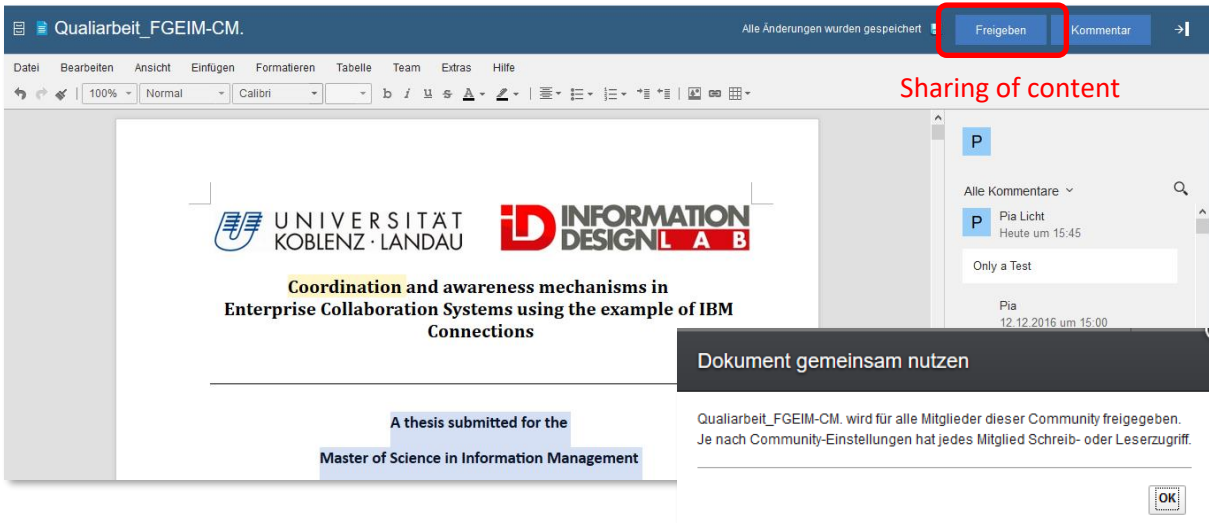 Qualiarbeit_FGEIM-CM.
Alle Änderungen wurden gespeichert
Freigeben
Kommentar
Datei Bearbeiten Ansicht Einfügen Formatieren Tabelle Team Extras Hilfe
100% Normal Calibri b i u s A
Sharing of content
P
Alle Kommentare
P Pia Licht
Heute um 15:45
Only a Test
Pia
12.12.2016 um 15:00
UNIVERSITÄT
KOBLENZ · LANDAU
iD INFORMATION
DESIGNLAB
Coordination and awareness mechanisms in
Enterprise Collaboration Systems using the example of IBM
Connections
A thesis submitted for the
Master of Science in Information Management
Dokument gemeinsam nutzen
Qualiarbeit_FGEIM-CM. wird für alle Mitglieder dieser Community freigegeben.
Je nach Community-Einstellungen hat jedes Mitglied Schreib- oder Leserzugriff.
OK